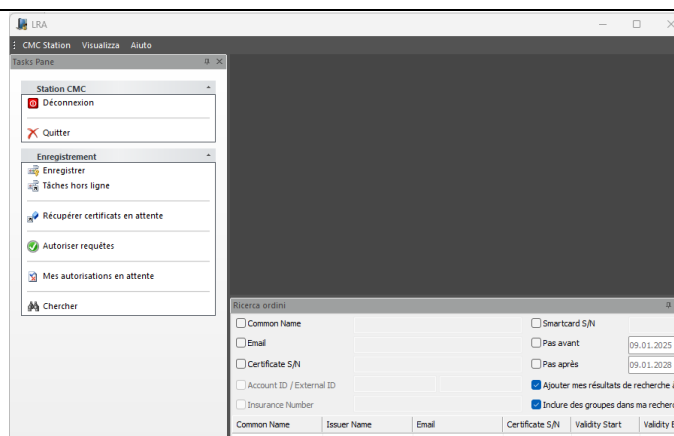 LRA
CMC Station Visualizza Aiuto
Tasks Pane
Station CMC
Déconnexion
Quitter
Enregistrement
Enregistrer
Tâches hors ligne
Récupérer certificats en attente
Autoriser requêtes
Mes autorisations en attente
Chercher
Ricerca ordini
Common Name Smartcard S/N
Email Pas avant 09.01.2025
Certificate S/N Pas après 09.01.2028
Account ID / External ID Ajouter mes résultats de recherche
Insurance Number Inclure des groupes dans ma
Common Name Issuer Name Email Certificate S/N Validity Start Validity